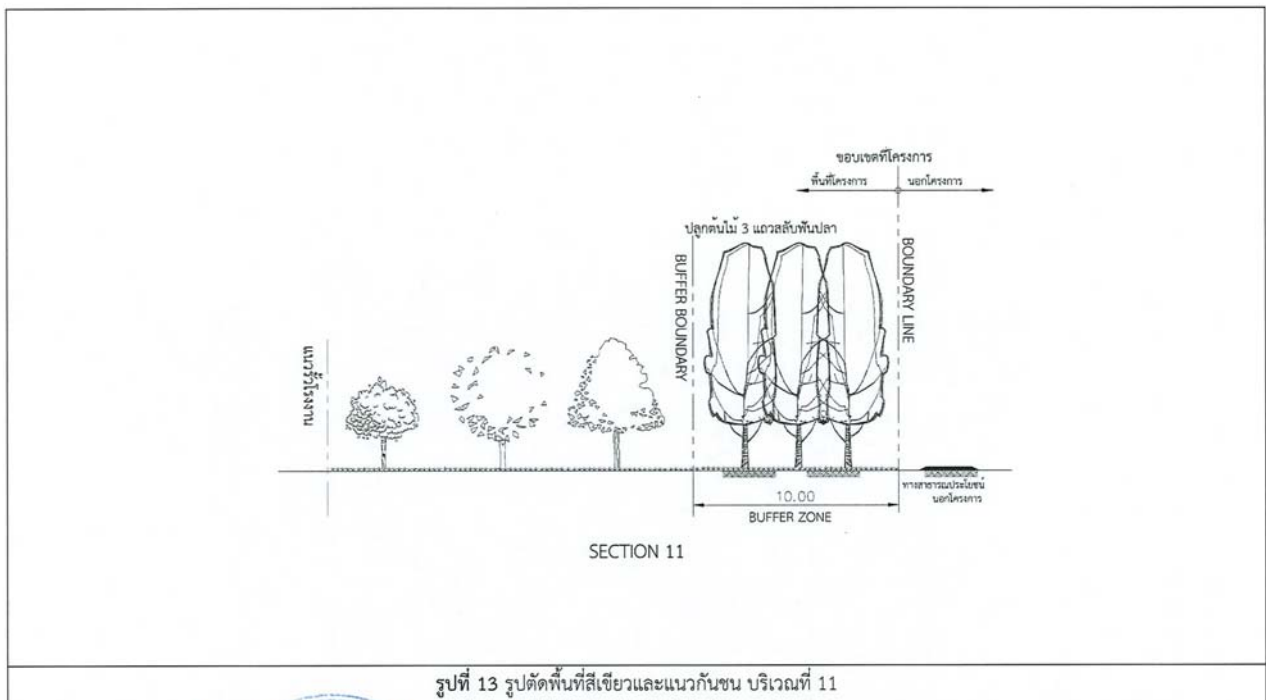 ขอบเขตที่โครงการ
พื้นที่โครงการ นอกโครงการ
ปลูกต้นไม้ 3 แถวสลับฟันปลา
BUFFER BOUNDARY
BOUNDARY LINE
แนวรั้วโรงงาน
ทางสาธารณประโยชน์
นอกโครงการ
10.00
BUFFER ZONE
SECTION 11
รูปที่ 13 รูปตัดพื้นที่สีเขียวและแนวกันชน บริเวณที่ 11